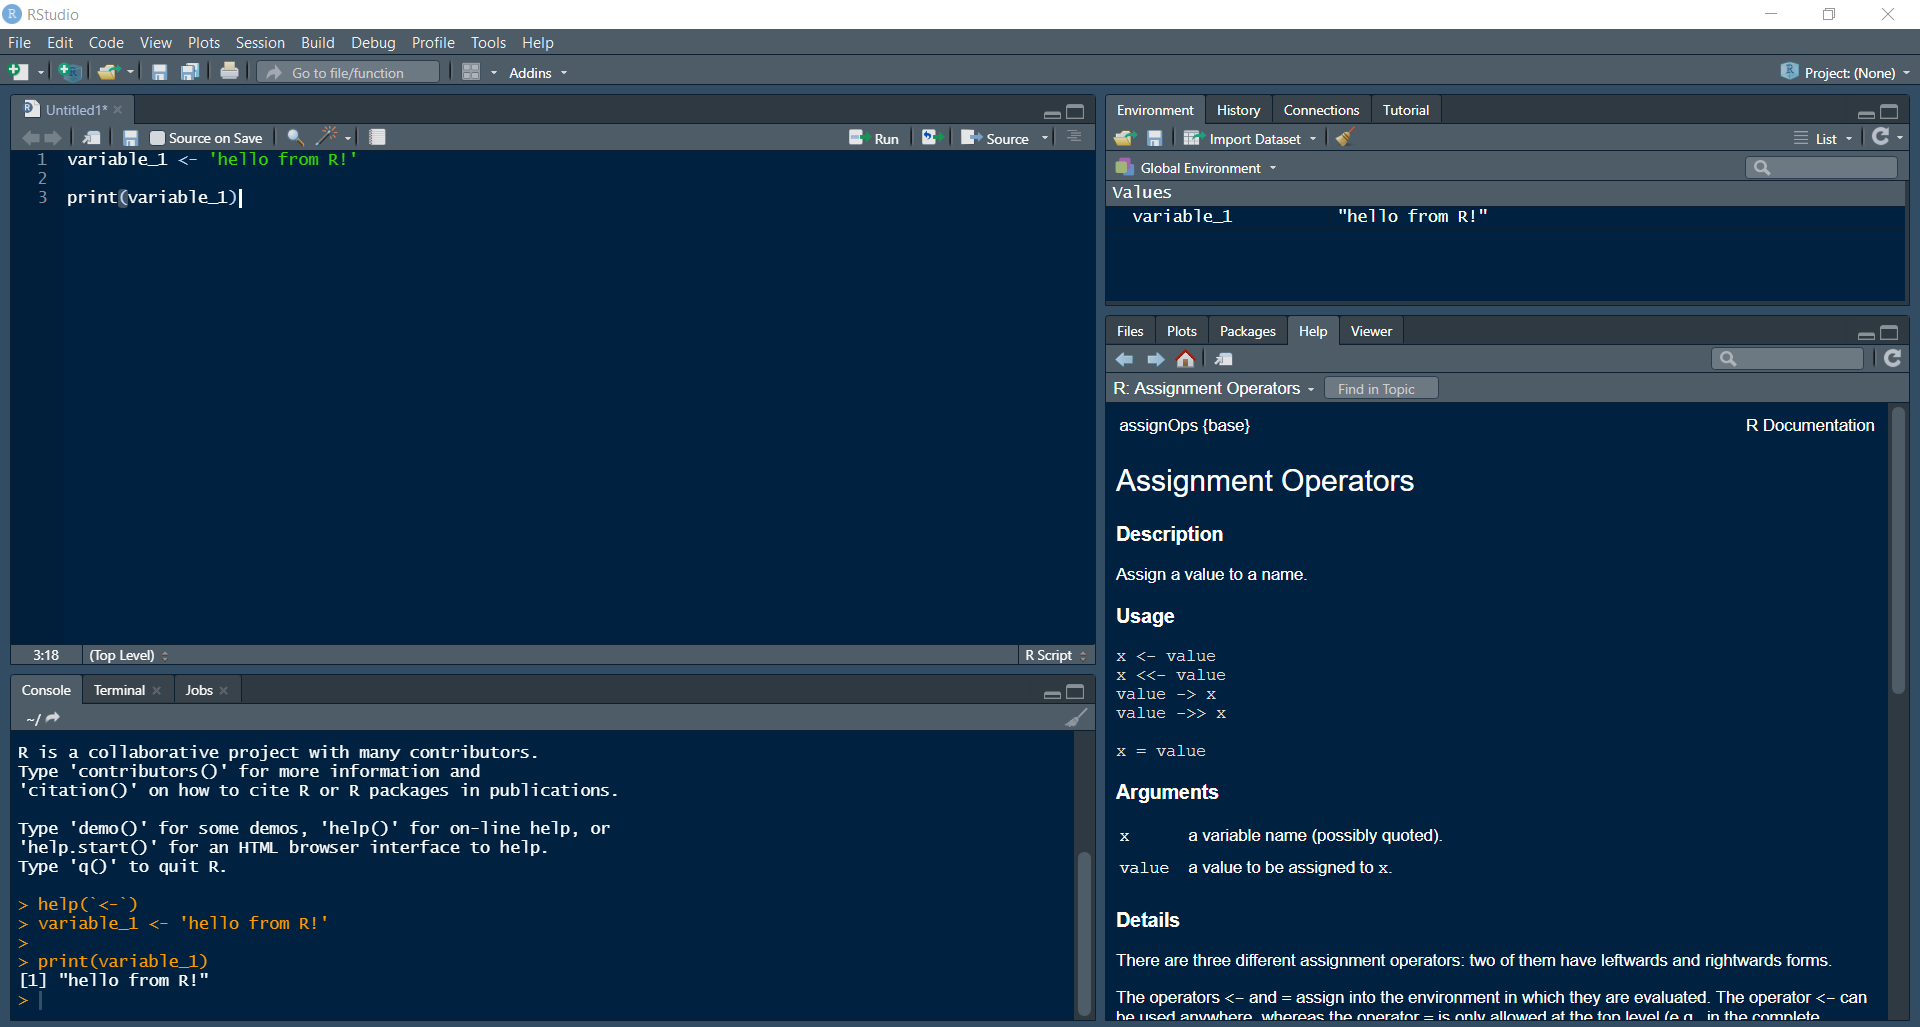 RStudio
File Edit Code View Plots Session Build Debug Profile Tools Help
Go to file/function Addins Project: (None)
Untitled1*
Source on Save Run Source
1 variable_1 <- 'hello from R!'
2
3 print(variable_1)
3:18 (Top Level) R Script
Console Terminal Jobs
~/
R is a collaborative project with many contributors.
Type 'contributors()' for more information and
'citation()' on how to cite R or R packages in publications.
Type 'demo()' for some demos, 'help()' for on-line help, or
'help.start()' for an HTML browser interface to help.
Type 'q()' to quit R.
> help(`<-`)
> variable_1 <- 'hello from R!'
>
> print(variable_1)
[1] "hello from R!"
>
Environment History Connections Tutorial
Import Dataset List
Global Environment
Values
variable_1 "hello from R!"
Files Plots Packages Help Viewer
R: Assignment Operators Find in Topic
assignOps {base} R Documentation
Assignment Operators
Description
Assign a value to a name.
Usage
x <- value
x <<- value
value -> x
value ->> x
x = value
Arguments
x a variable name (possibly quoted).
value a value to be assigned to x.
Details
There are three different assignment operators: two of them have leftwards and rightwards forms.
The operators <- and = assign into the environment in which they are evaluated. The operator <- can
be used anywhere, whereas the operator = is only allowed at the top level (e.g., in the complete